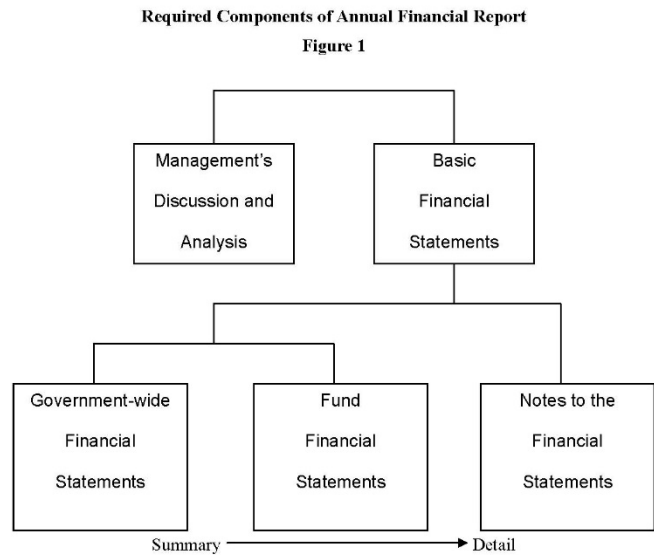 Required Components of Annual Financial Report
Figure 1
Management's
Discussion and
Analysis
Basic
Financial
Statements
Government-wide
Financial
Statements
Fund
Financial
Statements
Notes to the
Financial
Statements
Summary
Detail